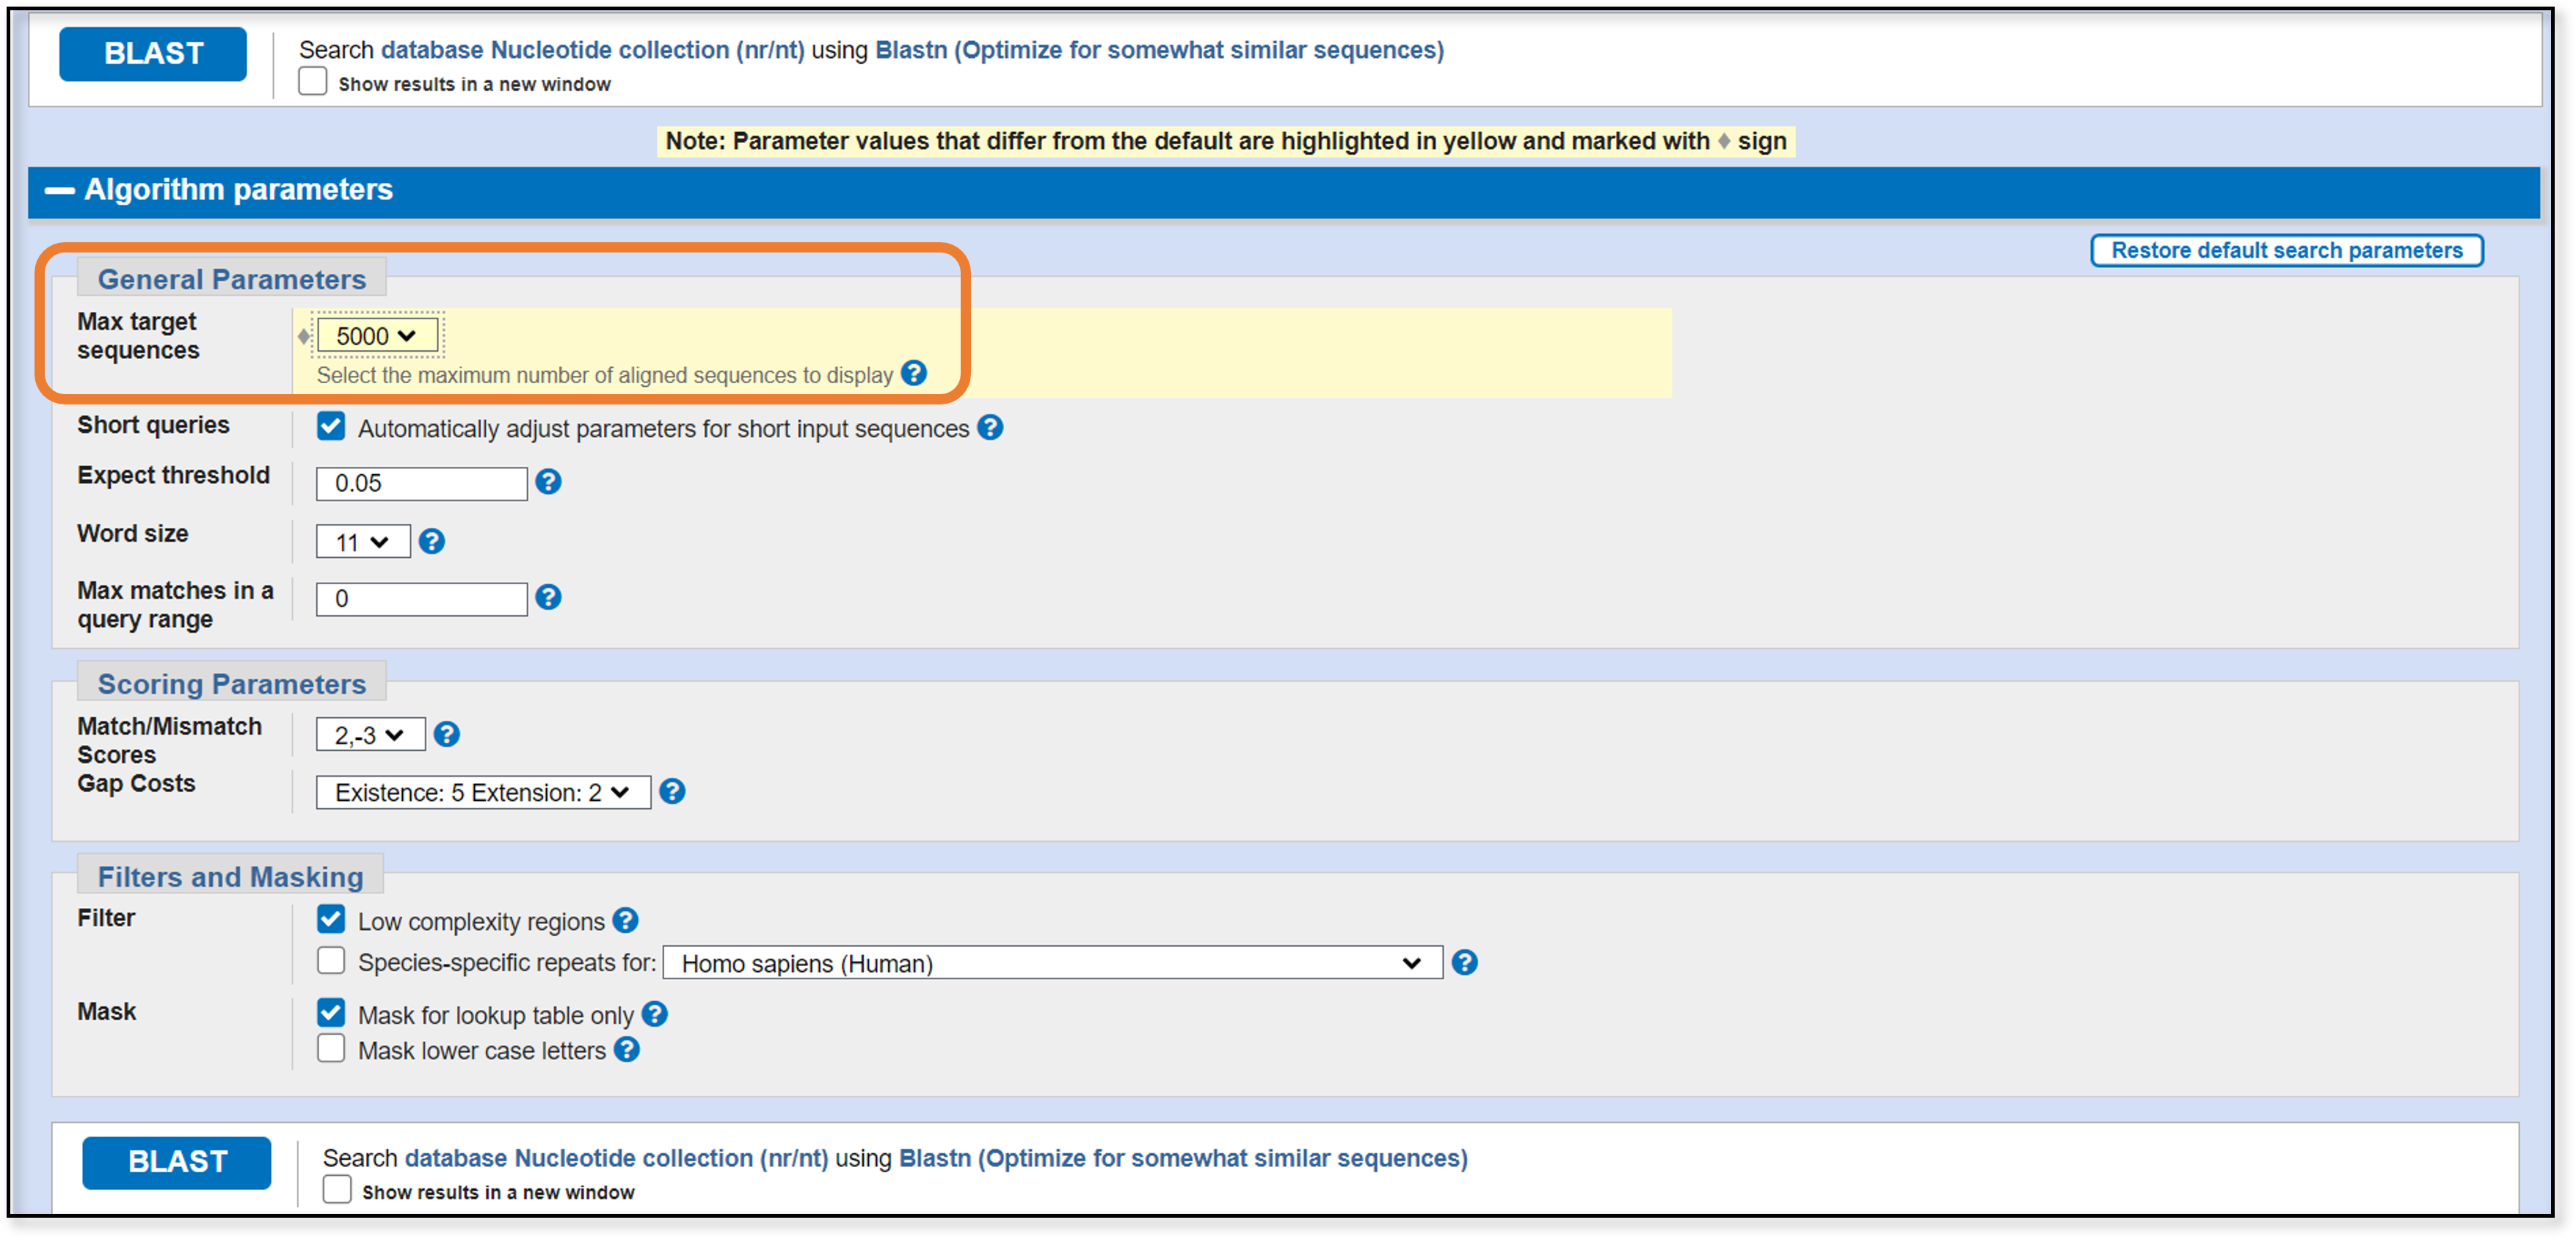 BLAST
Search database Nucleotide collection (nr/nt) using Blastn (Optimize for somewhat similar sequences)
Show results in a new window
Note: Parameter values that differ from the default are highlighted in yellow and marked with ♦ sign
Algorithm parameters
Restore default search parameters
General Parameters
Max target
sequences
♦ 5000
Select the maximum number of aligned sequences to display ?
Short queries
Automatically adjust parameters for short input sequences ?
Expect threshold
0.05 ?
Word size
11 ?
Max matches in a
query range
0 ?
Scoring Parameters
Match/Mismatch
Scores
2,-3 ?
Gap Costs
Existence: 5 Extension: 2 ?
Filters and Masking
Filter
Low complexity regions ?
Species-specific repeats for: Homo sapiens (Human) ?
Mask
Mask for lookup table only ?
Mask lower case letters ?
BLAST
Search database Nucleotide collection (nr/nt) using Blastn (Optimize for somewhat similar sequences)
Show results in a new window